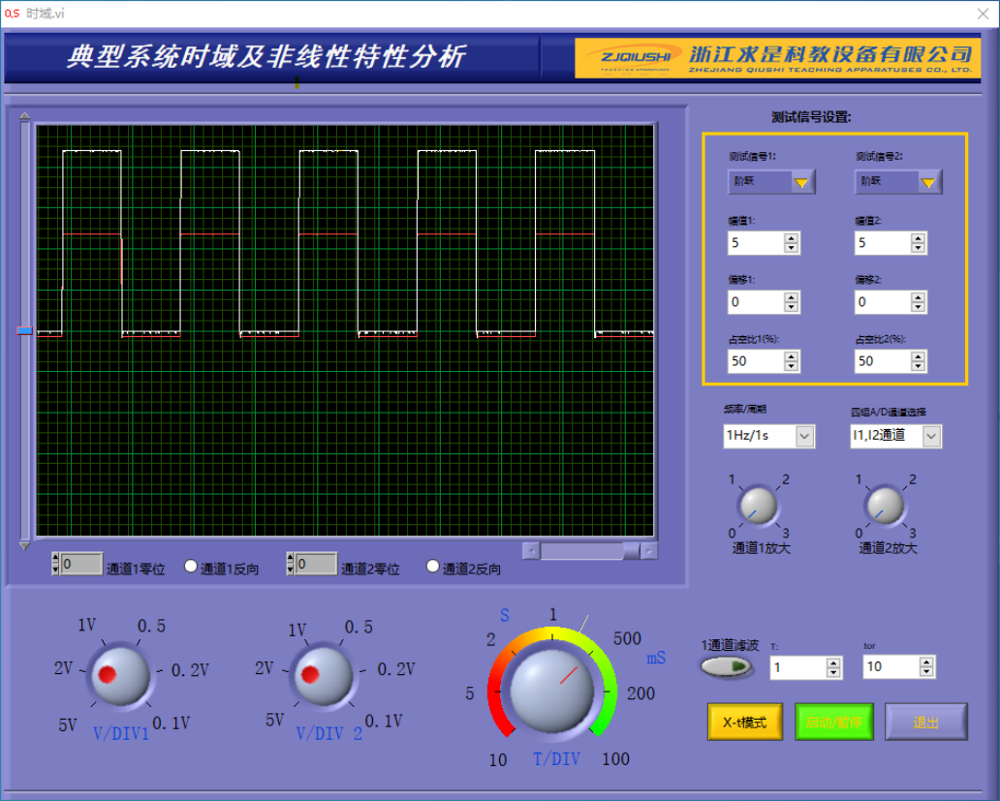 0,5 时域.vi
典型系统时域及非线性特性分析
ZJQIUSHI 浙江求是科教设备有限公司
ZHEJIANG QIUSHI TEACHING APPARATUSES CO., LTD.
测试信号设置:
测试信号1: 测试信号2:
阶跃 阶跃
幅值1: 幅值2:
5 5
偏移1: 偏移2:
0 0
占空比1(%): 占空比2(%):
50 50
频率/周期 四组A/D通道选择
1Hz/1s I1,I2通道
1 2 1 2
0 3 0 3
通道1放大 通道2放大
0 通道1零位 通道1反向 0 通道2零位 通道2反向
1V 0.5 1V 0.5 S 1
2 500
mS
2V 0.2V 2V 0.2V
5 200
5V 0.1V 5V 0.1V
V/DIV1 V/DIV 2
10 T/DIV 100
1通道滤波 T: tor
1 10
X-t模式 启动/暂停 退出